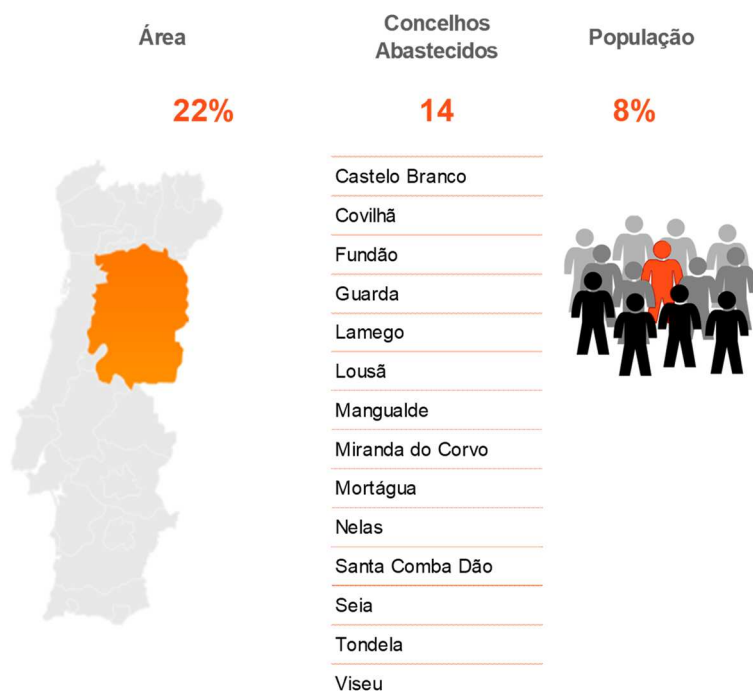 Área
Concelhos
Abastecidos
População
22%
14
8%
Castelo Branco
Covilhã
Fundão
Guarda
Lamego
Lousã
Mangualde
Miranda do Corvo
Mortágua
Nelas
Santa Comba Dão
Seia
Tondela
Viseu